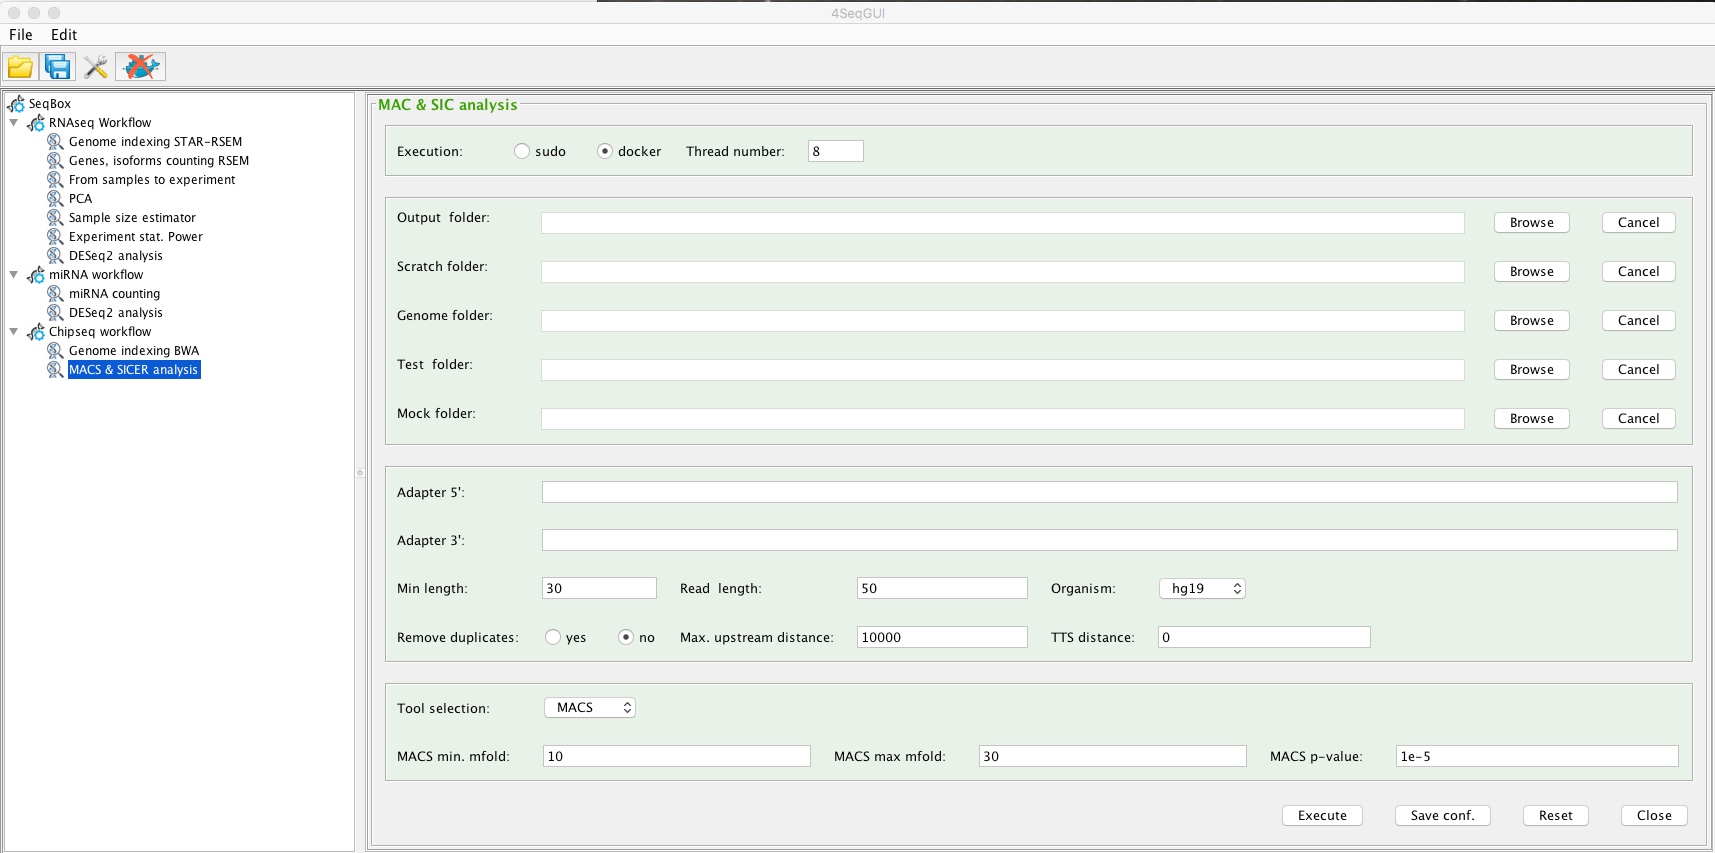 4SeqGUI
File Edit
SeqBox
RNAseq Workflow
Genome indexing STAR-RSEM
Genes, isoforms counting RSEM
From samples to experiment
PCA
Sample size estimator
Experiment stat. Power
DESeq2 analysis
miRNA workflow
miRNA counting
DESeq2 analysis
Chipseq workflow
Genome indexing BWA
MACS & SICER analysis
MAC & SIC analysis
Execution: sudo docker Thread number: 8
Output folder: Browse Cancel
Scratch folder: Browse Cancel
Genome folder: Browse Cancel
Test folder: Browse Cancel
Mock folder: Browse Cancel
Adapter 5':
Adapter 3':
Min length: 30 Read length: 50 Organism: hg19
Remove duplicates: yes no Max. upstream distance: 10000 TTS distance: 0
Tool selection: MACS
MACS min. mfold: 10 MACS max mfold: 30 MACS p-value: 1e-5
Execute Save conf. Reset Close